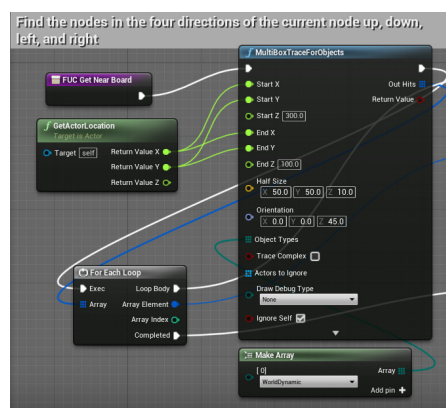 Find the nodes in the four directions of the current node up, down,
left, and right
FUC Get Near Board
GetActorLocation
Target is Actor
Target self
Return Value X
Return Value Y
Return Value Z
MultiBoxTraceForObjects
Start X
Out Hits
Start Y
Return Value
Start Z 300.0
End X
End Y
End Z 300.0
Half Size
X 50.0 Y 50.0 Z 10.0
Orientation
X 0.0 Y 0.0 Z 45.0
Object Types
Trace Complex
Actors to Ignore
Draw Debug Type
None
Ignore Self
For Each Loop
Exec Loop Body
Array Array Element
Array Index
Completed
Make Array
[0] Array
WorldDynamic
Add pin +